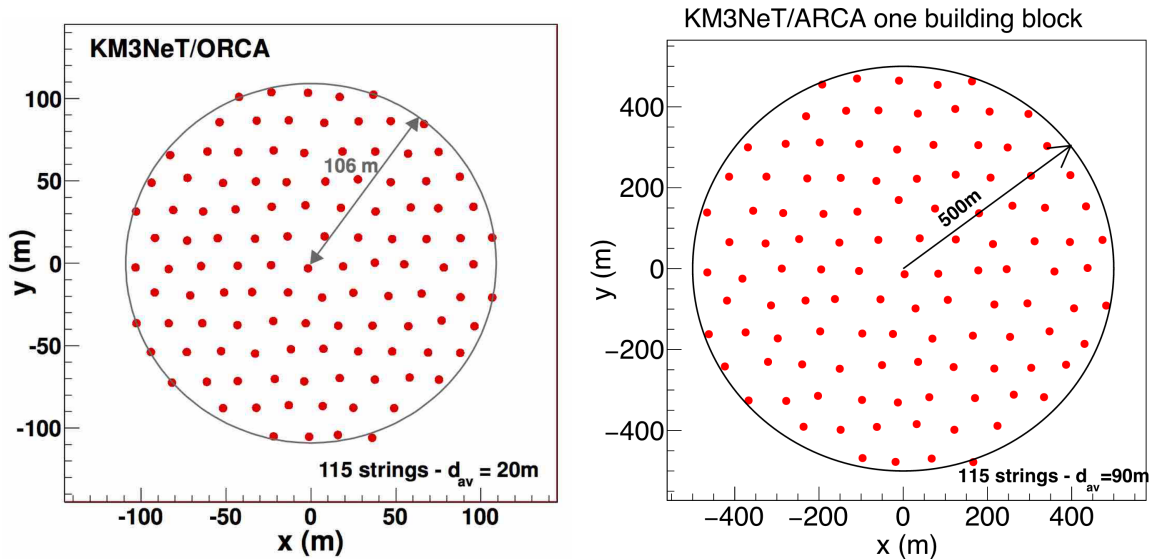 KM3NeT/ORCA
100
50
0
-50
-100
y (m)
106 m
115 strings - d_av = 20m
-100 -50 0 50 100
x (m)
KM3NeT/ARCA one building block
400
200
0
−200
−400
y (m)
500m
115 strings - d_av =90m
−400 −200 0 200 400
x (m)